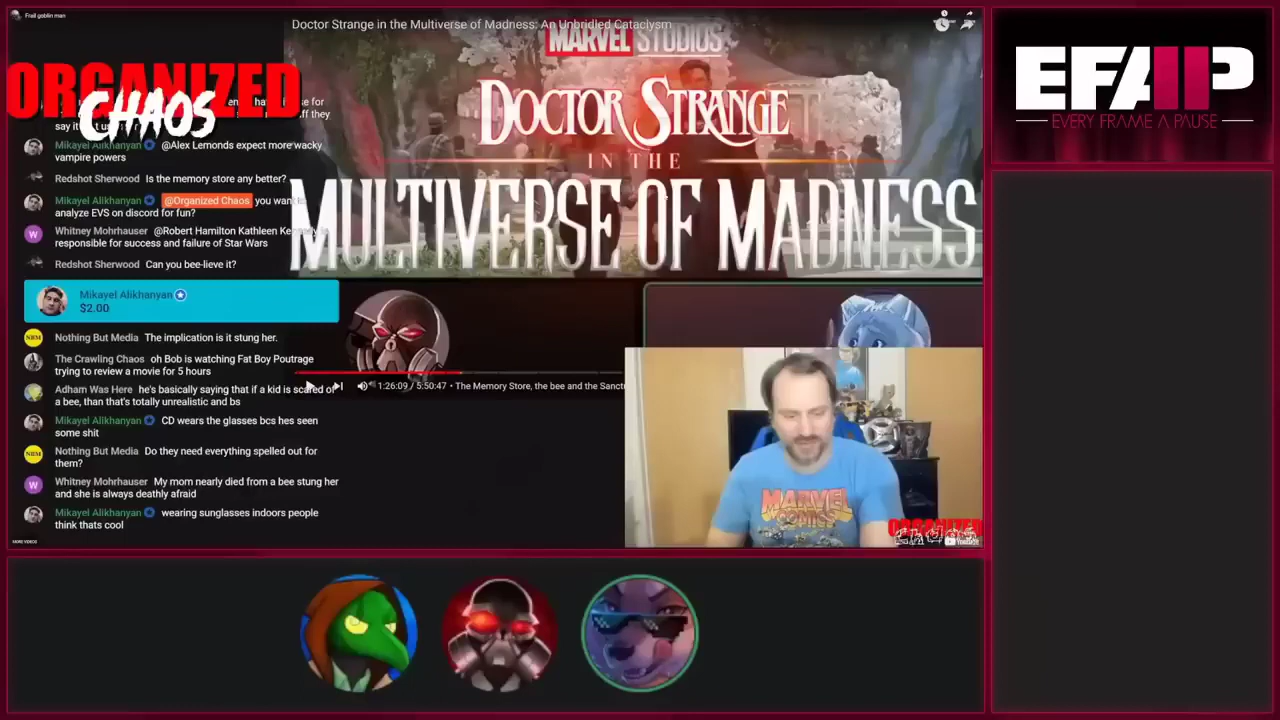 Frail goblin man
Doctor Strange in the Multiverse of Madness: An Unbridled Cataclysm
MARVEL STUDIOS
DOCTOR STRANGE
IN THE
MULTIVERSE OF MADNESS
ORGANIZED
CHAOS
Mikayel Alikhanyan @Alex Lemonds expect more wacky
vampire powers
Redshot Sherwood Is the memory store any better?
Mikayel Alikhanyan @Organized Chaos you want to
analyze EVS on discord for fun?
Whitney Mohrhauser @Robert Hamilton Kathleen Kennedy is
responsible for success and failure of Star Wars
Redshot Sherwood Can you bee-lieve it?
Mikayel Alikhanyan
$2.00
Nothing But Media The implication is it stung her.
The Crawling Chaos oh Bob is watching Fat Boy Poutrage
trying to review a movie for 5 hours
Adham Was Here he's basically saying that if a kid is scared of
a bee, than that's totally unrealistic and bs
Mikayel Alikhanyan CD wears the glasses bcs hes seen
some shit
Nothing But Media Do they need everything spelled out for
them?
Whitney Mohrhauser My mom nearly died from a bee stung her
and she is always deathly afraid
Mikayel Alikhanyan wearing sunglasses indoors people
think thats cool
MORE VIDEOS
1:26:09 / 5:50:47 • The Memory Store, the bee and the Sanctu
MARVEL
COMICS
ORGANIZED
CHAOS
YouTube
EFAP
EVERY FRAME A PAUSE